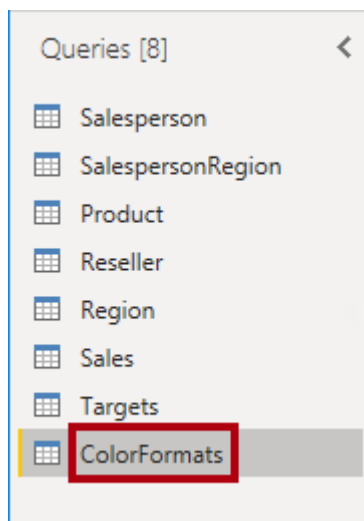 Queries [8]
Salesperson
SalespersonRegion
Product
Reseller
Region
Sales
Targets
ColorFormats